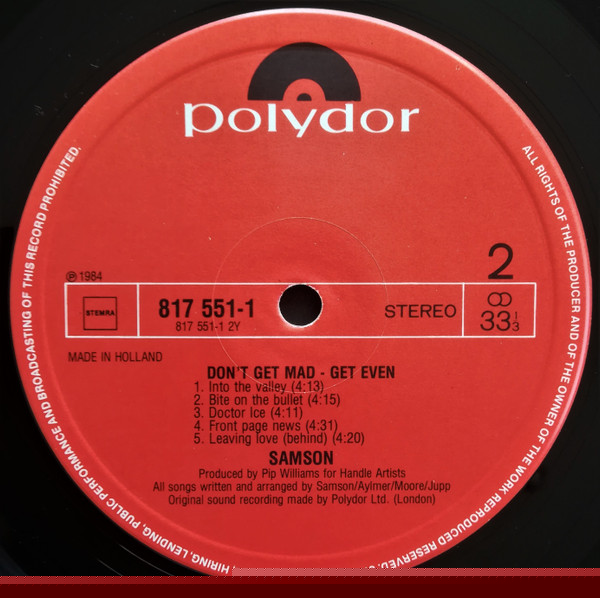 polydor
ALL RIGHTS OF THE PRODUCER AND OF THE OWNER OF THE WORK REPRODUCED RESERVED.
HIRING, LENDING, PUBLIC PERFORMANCE AND BROADCASTING OF THIS RECORD PROHIBITED.
2
℗ 1984
STEMRA
817 551-1
817 551-1 2Y
STEREO
33 1/3
MADE IN HOLLAND
DON'T GET MAD - GET EVEN
1. Into the valley (4:13)
2. Bite on the bullet (4:15)
3. Doctor Ice (4:11)
4. Front page news (4:31)
5. Leaving love (behind) (4:20)
SAMSON
Produced by Pip Williams for Handle Artists
All songs written and arranged by Samson/Aylmer/Moore/Jupp
Original sound recording made by Polydor Ltd. (London)